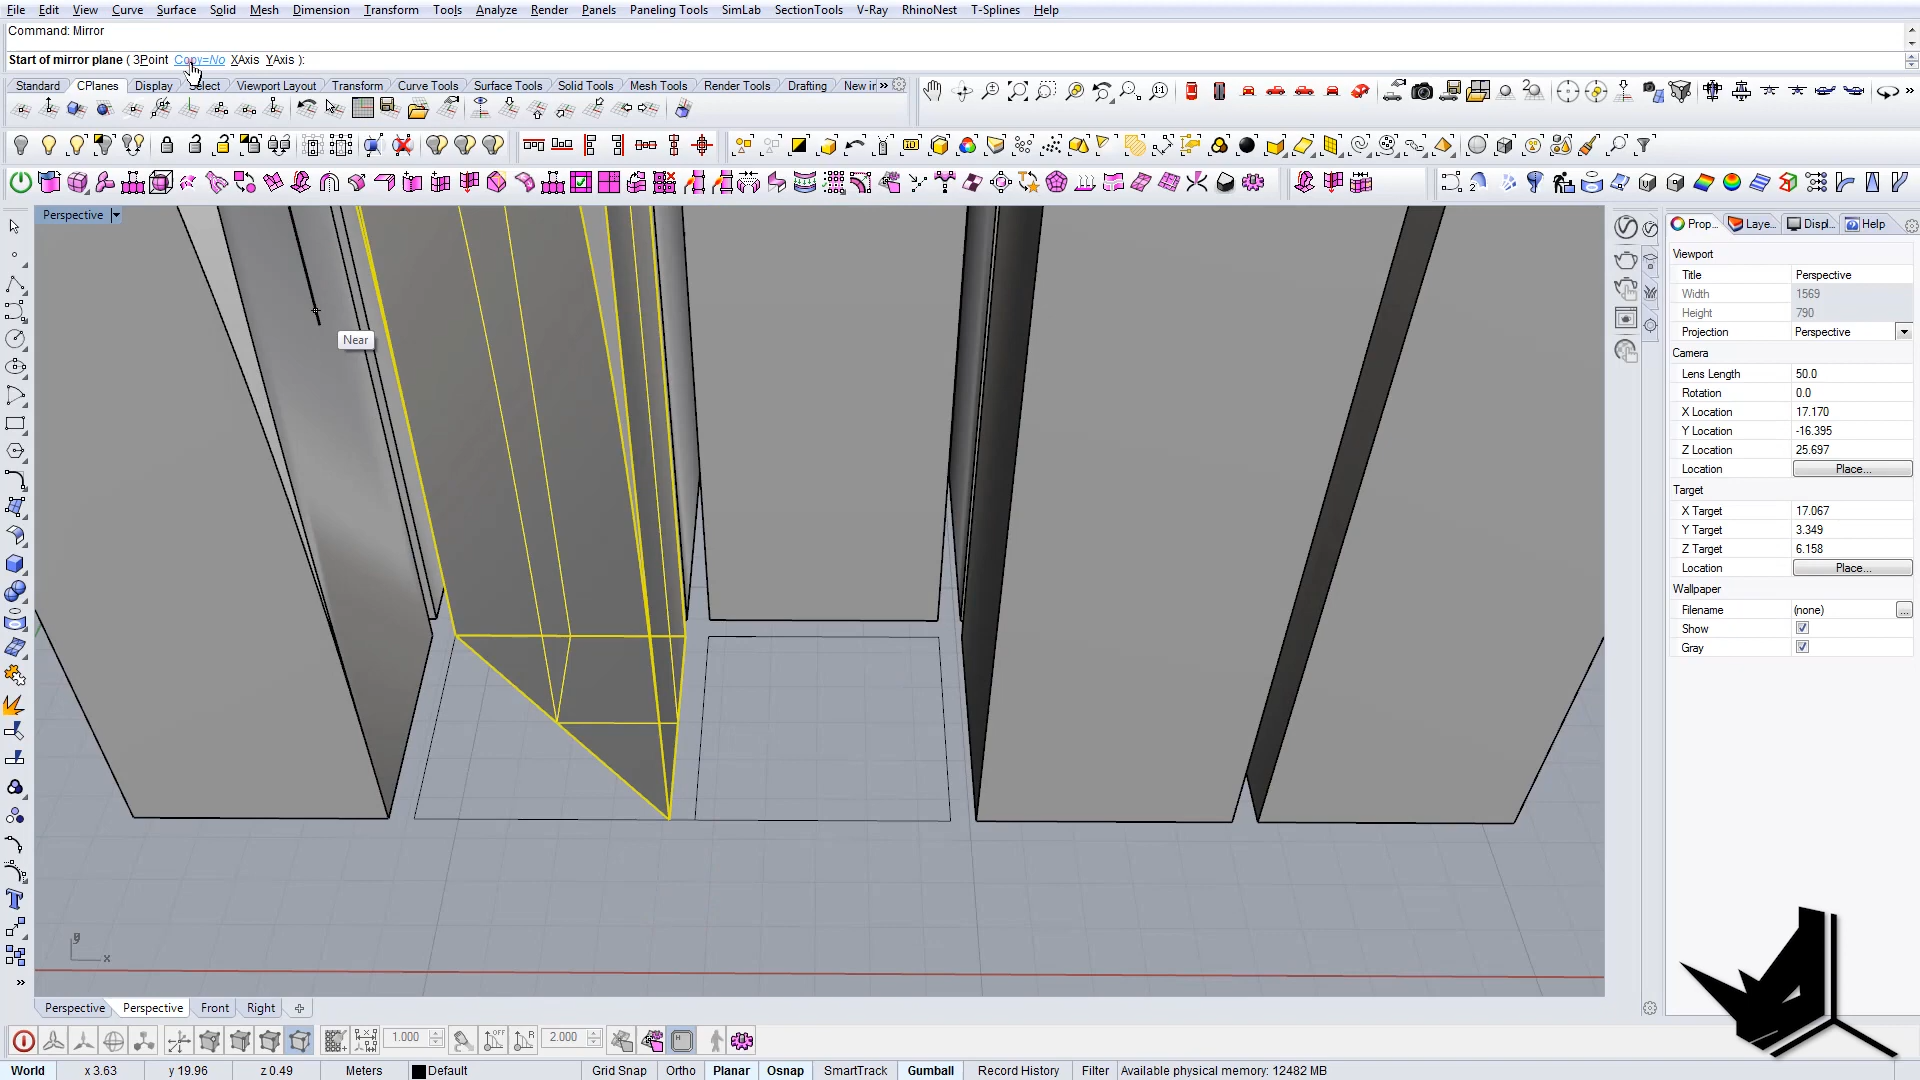 File Edit View Curve Surface Solid Mesh Dimension Transform Tools Analyze Render Panels Paneling Tools SimLab SectionTools V-Ray RhinoNest T-Splines Help
Command: Mirror
Start of mirror plane ( 3Point Copy=No XAxis YAxis ):
Standard CPlanes Display Select Viewport Layout Transform Curve Tools Surface Tools Solid Tools Mesh Tools Render Tools Drafting New in »
Perspective
Near
Prop... Laye... Displ... Help
Viewport
Title Perspective
Width 1569
Height 790
Projection Perspective
Camera
Lens Length 50.0
Rotation 0.0
X Location 17.170
Y Location -16.395
Z Location 25.697
Location Place...
Target
X Target 17.067
Y Target 3.349
Z Target 6.158
Location Place...
Wallpaper
Filename (none) ...
Show
Gray
y
x
Perspective Perspective Front Right
1.000 2.000
World x 3.63 y 19.96 z 0.49 Meters Default Grid Snap Ortho Planar Osnap SmartTrack Gumball Record History Filter Available physical memory: 12482 MB